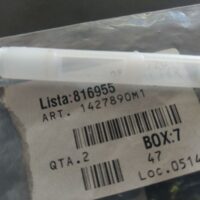 Lista:816955
ART. 1427890M1
BOX:7
QTA.2 47
Loc.0514